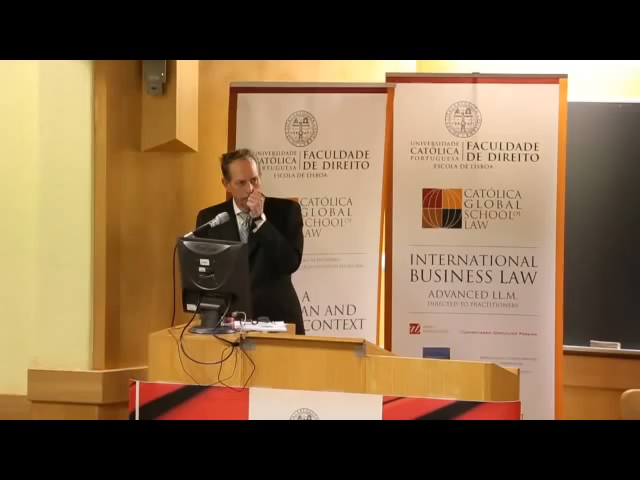 UNIVERSIDADE
CATÓLICA
PORTUGUESA
FACULDADE
DE DIREITO
ESCOLA DE LISBOA
CATÓLICA
GLOBAL
SCHOOL OF
LAW
A
AN AND
CONTEXT
UNIVERSIDADE
CATÓLICA
PORTUGUESA
FACULDADE
DE DIREITO
ESCOLA DE LISBOA
CATÓLICA
GLOBAL
SCHOOL OF
LAW
INTERNATIONAL
BUSINESS LAW
ADVANCED LL.M.
DIRECTED TO PRACTITIONERS